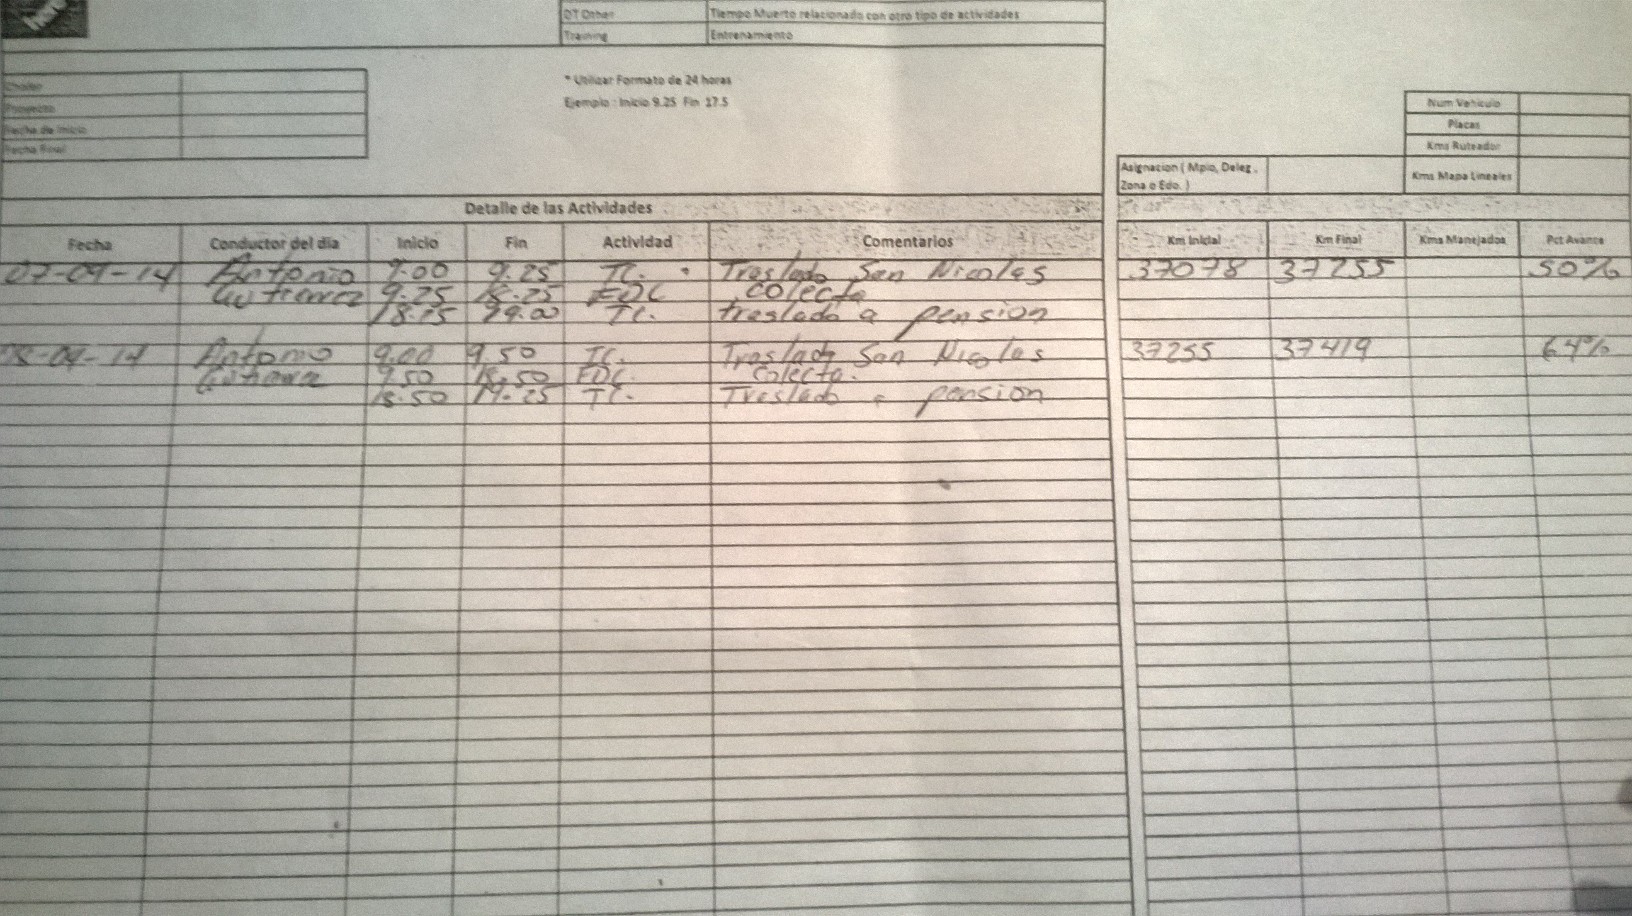 DT Other Tiempo Muerto relacionado con otro tipo de actividades
Training Entrenamiento
* Utilizar Formato de 24 horas
Ejemplo : Inicio 9.25 Fin 17.5
Proyecto
Fecha de Inicio
Fecha Final
Num Vehiculo
Placas
Kms Ruteador
Kms Mapa Lineales
Asignacion ( Mpio, Deleg ,
Zona o Edo. )
Detalle de las Actividades
Fecha Conductor del día Inicio Fin Actividad Comentarios Km Inicial Km Final Kms Manejados Pct Avance
07-04-14 Antonio 9.00 9.25 TC. Traslado San Nicolas 37078 37255 50%
Gutierrez 9.25 18.25 EDC colecta
18.25 19.00 TC. traslado a pension
08-04-14 Antonio 9.00 9.50 TC. Traslado San Nicolas 37255 37419 64%
Gutierrez 9.50 18.50 EDC. Colecta.
18.50 19.25 TC. Traslado a pension